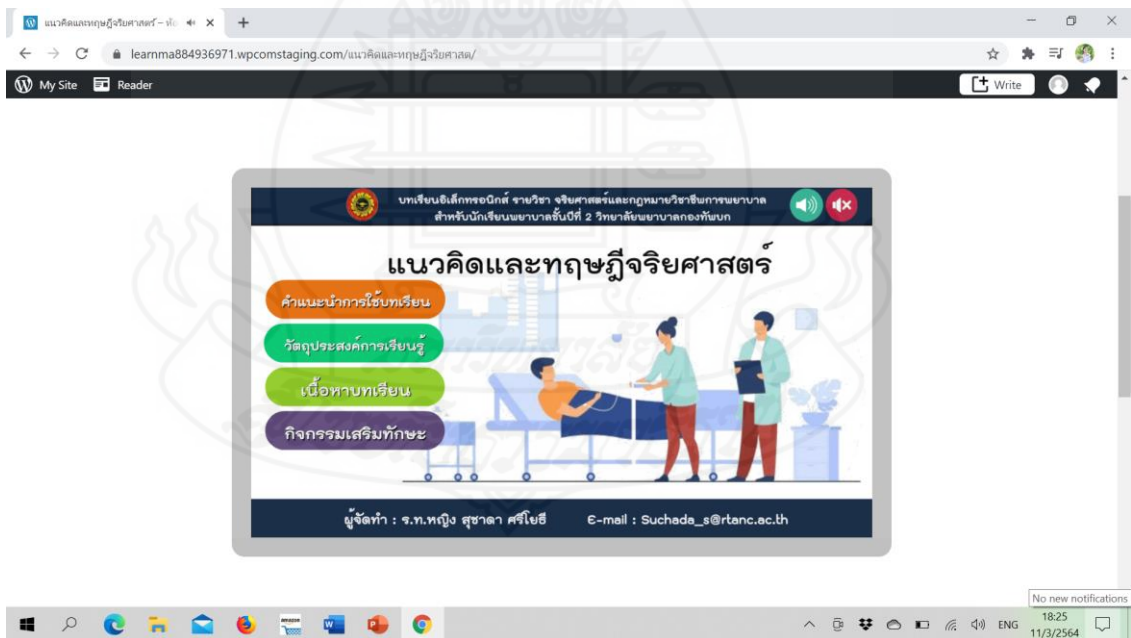 แนวคิดและทฤษฎีจริยศาสตร์ – ห้อ
learnma884936971.wpcomstaging.com/แนวคิดและทฤษฎีจริยศาสต/
My Site Reader Write
บทเรียนอิเล็กทรอนิกส์ รายวิชา จริยศาสตร์และกฎหมายวิชาชีพการพยาบาล
สำหรับนักเรียนพยาบาลชั้นปีที่ 2 วิทยาลัยพยาบาลกองทัพบก
แนวคิดและทฤษฎีจริยศาสตร์
คำแนะนำการใช้บทเรียน
วัตถุประสงค์การเรียนรู้
เนื้อหาบทเรียน
กิจกรรมเสริมทักษะ
ผู้จัดทำ : ร.ท.หญิง สุชาดา ศรีโยธี E-mail : Suchada_s@rtanc.ac.th
No new notifications
ENG
18:25
11/3/2564